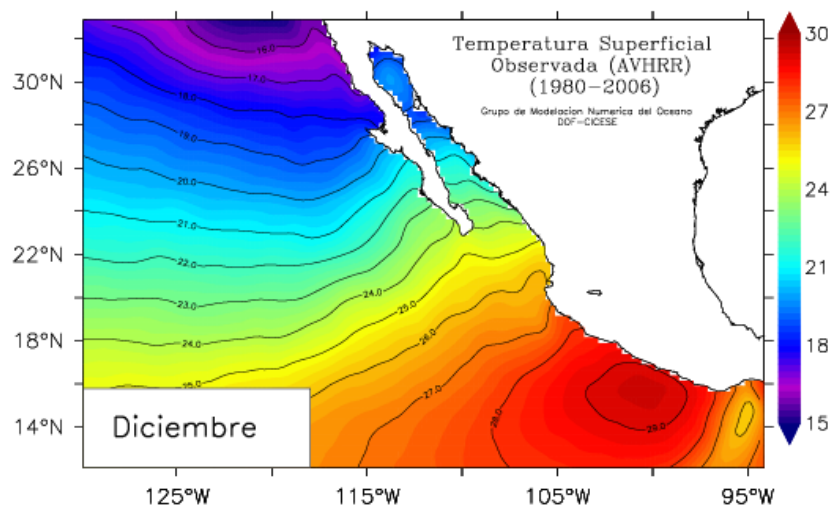 Temperatura Superficial
Observada (AVHRR)
(1980-2006)
Grupo de Modelacion Numerica del Oceano
DOF-CICESE
30°N
26°N
22°N
18°N
14°N
16.0
17.0
18.0
19.0
20.0
21.0
22.0
23.0
24.0
24.0
25.0
25.0
26.0
27.0
28.0
29.0
Diciembre
125°W
115°W
105°W
95°W
30
27
24
21
18
15